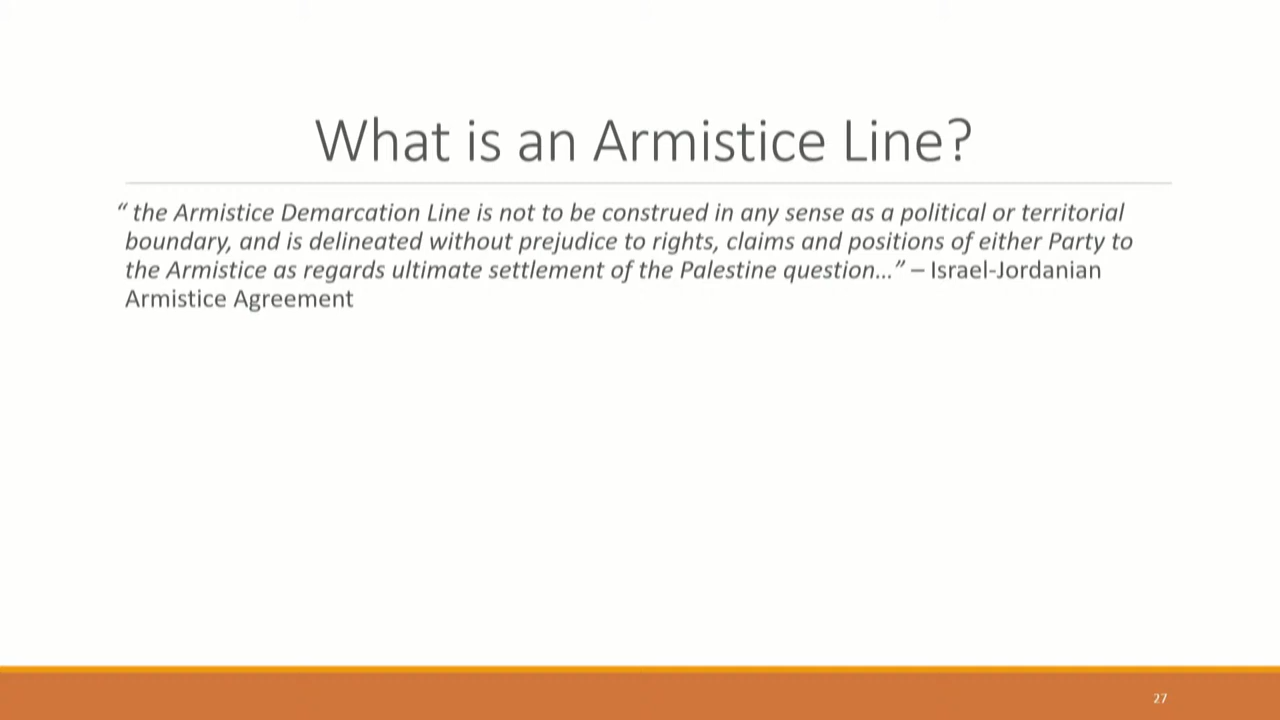 What is an Armistice Line?
“ the Armistice Demarcation Line is not to be construed in any sense as a political or territorial
boundary, and is delineated without prejudice to rights, claims and positions of either Party to
the Armistice as regards ultimate settlement of the Palestine question…” – Israel-Jordanian
Armistice Agreement
27